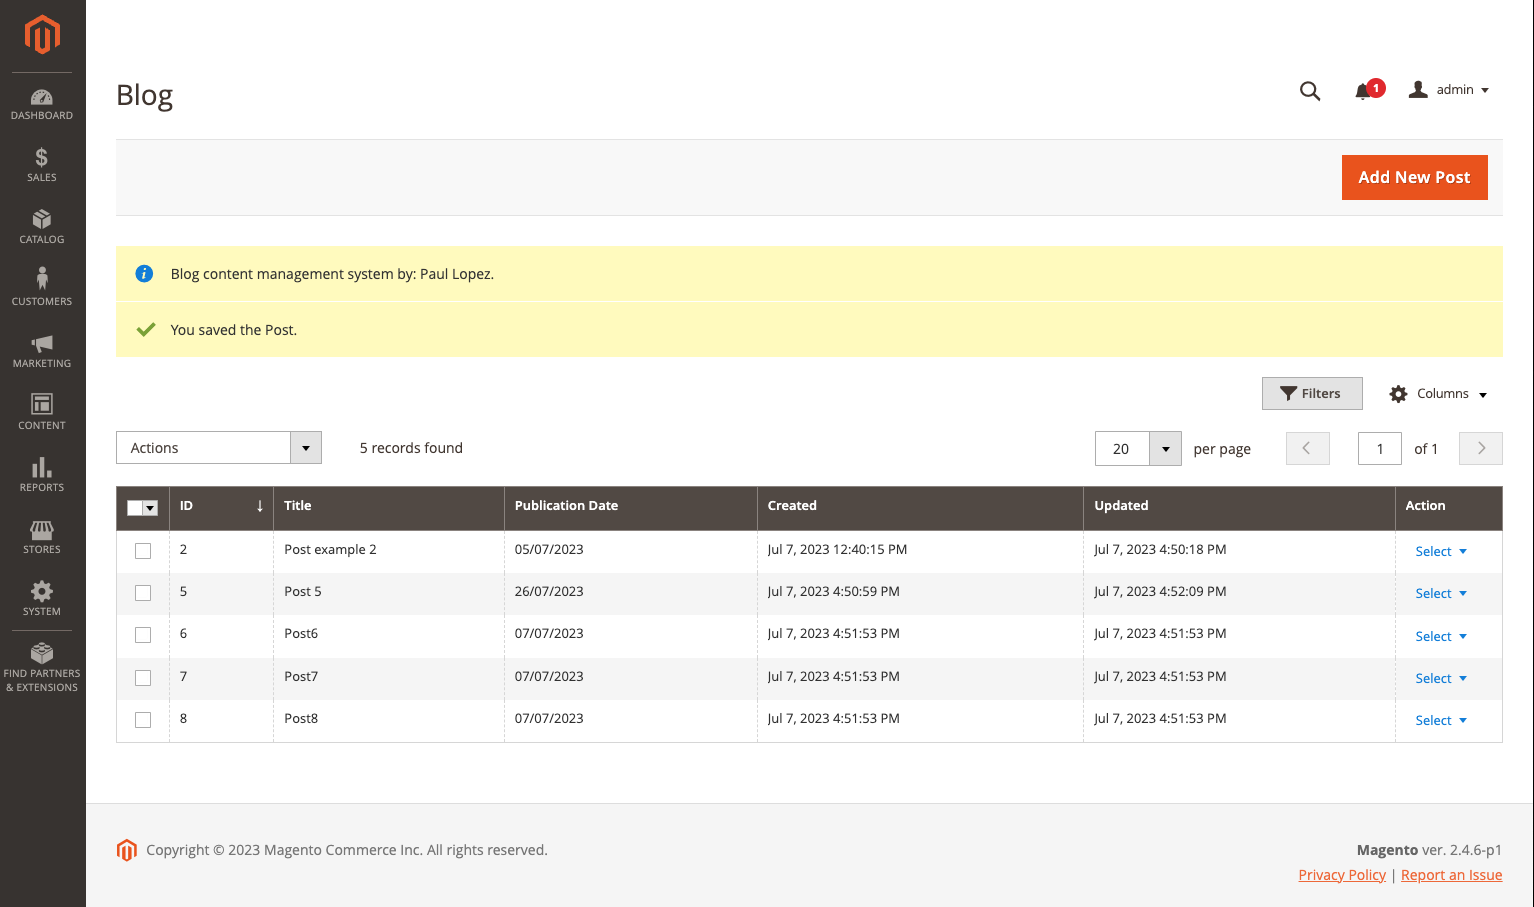 Blog
1
admin
DASHBOARD
SALES
CATALOG
CUSTOMERS
MARKETING
CONTENT
REPORTS
STORES
SYSTEM
FIND PARTNERS
& EXTENSIONS
Add New Post
Blog content management system by: Paul Lopez.
You saved the Post.
Filters
Columns
Actions
5 records found
20
per page
1
of 1
ID ↓ Title Publication Date Created Updated Action
2 Post example 2 05/07/2023 Jul 7, 2023 12:40:15 PM Jul 7, 2023 4:50:18 PM Select
5 Post 5 26/07/2023 Jul 7, 2023 4:50:59 PM Jul 7, 2023 4:52:09 PM Select
6 Post6 07/07/2023 Jul 7, 2023 4:51:53 PM Jul 7, 2023 4:51:53 PM Select
7 Post7 07/07/2023 Jul 7, 2023 4:51:53 PM Jul 7, 2023 4:51:53 PM Select
8 Post8 07/07/2023 Jul 7, 2023 4:51:53 PM Jul 7, 2023 4:51:53 PM Select
Copyright © 2023 Magento Commerce Inc. All rights reserved.
Magento ver. 2.4.6-p1
Privacy Policy | Report an Issue